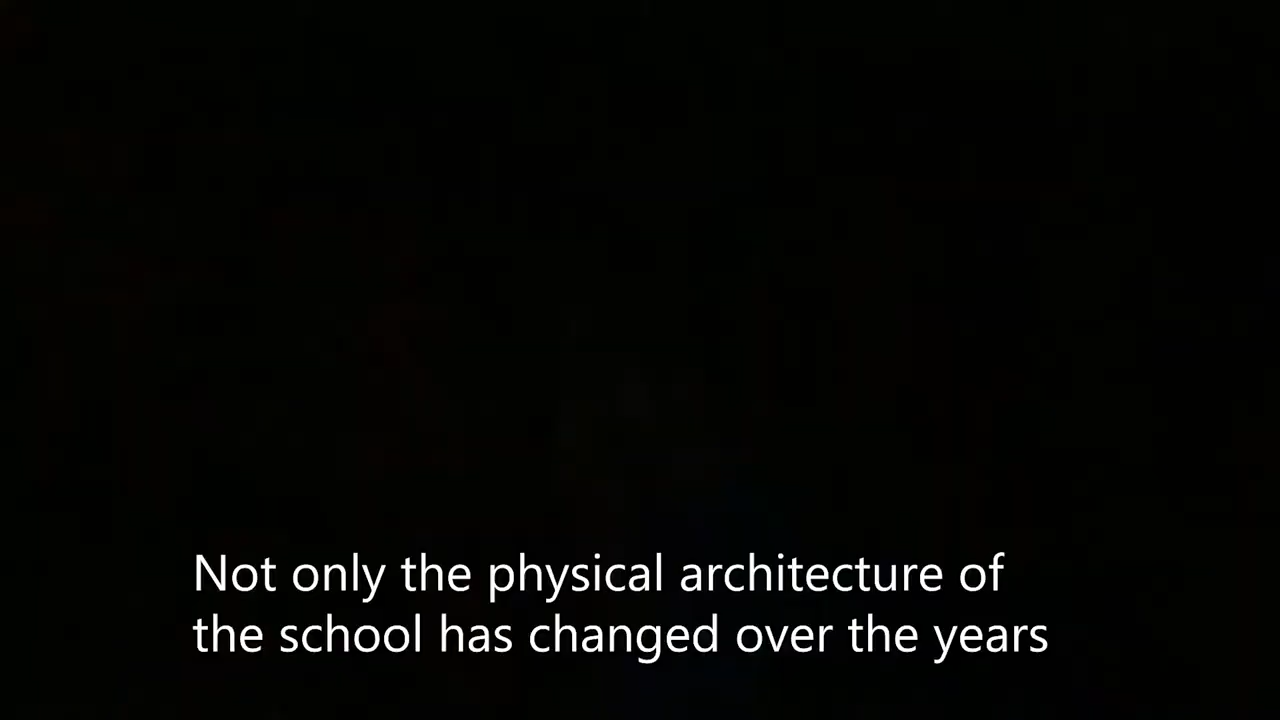 Not only the physical architecture of
the school has changed over the years